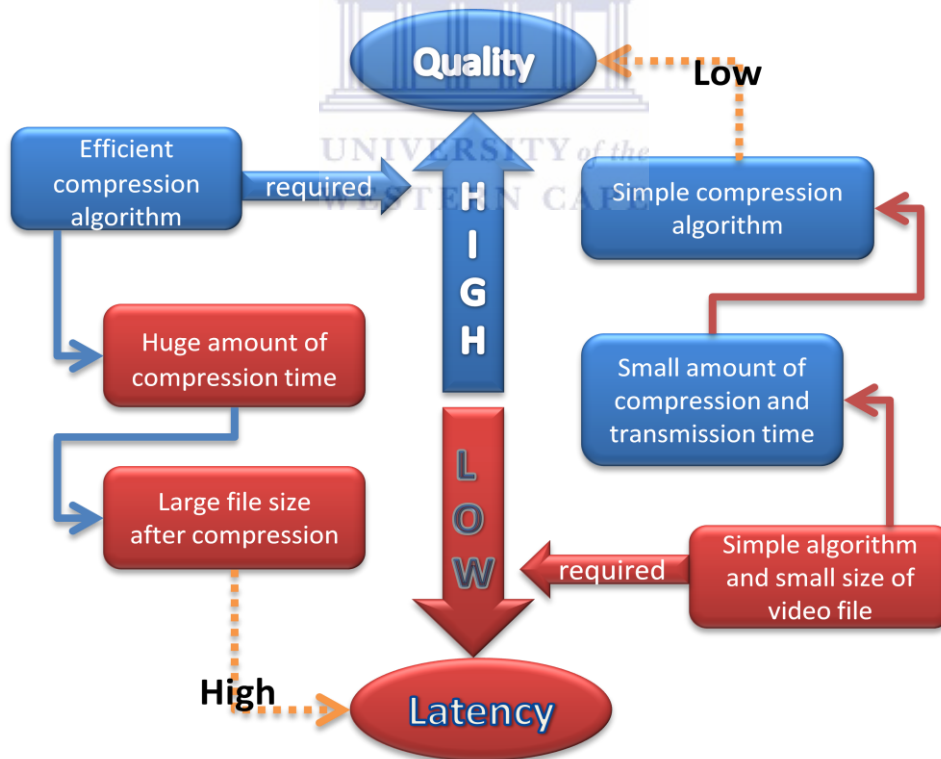 Quality
Low
UNIVERSITY of the
WESTERN CAPE
Efficient
compression
algorithm
required
HIGH
Simple compression
algorithm
Huge amount of
compression time
Small amount of
compression and
transmission time
LOW
Large file size
after compression
required
Simple algorithm
and small size of
video file
High
Latency